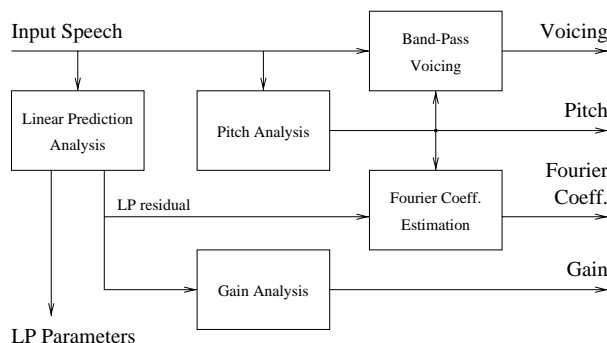 Input Speech
Band-Pass
Voicing
Voicing
Linear Prediction
Analysis
Pitch Analysis
Pitch
LP residual
Fourier Coeff.
Estimation
Fourier
Coeff.
Gain Analysis
Gain
LP Parameters